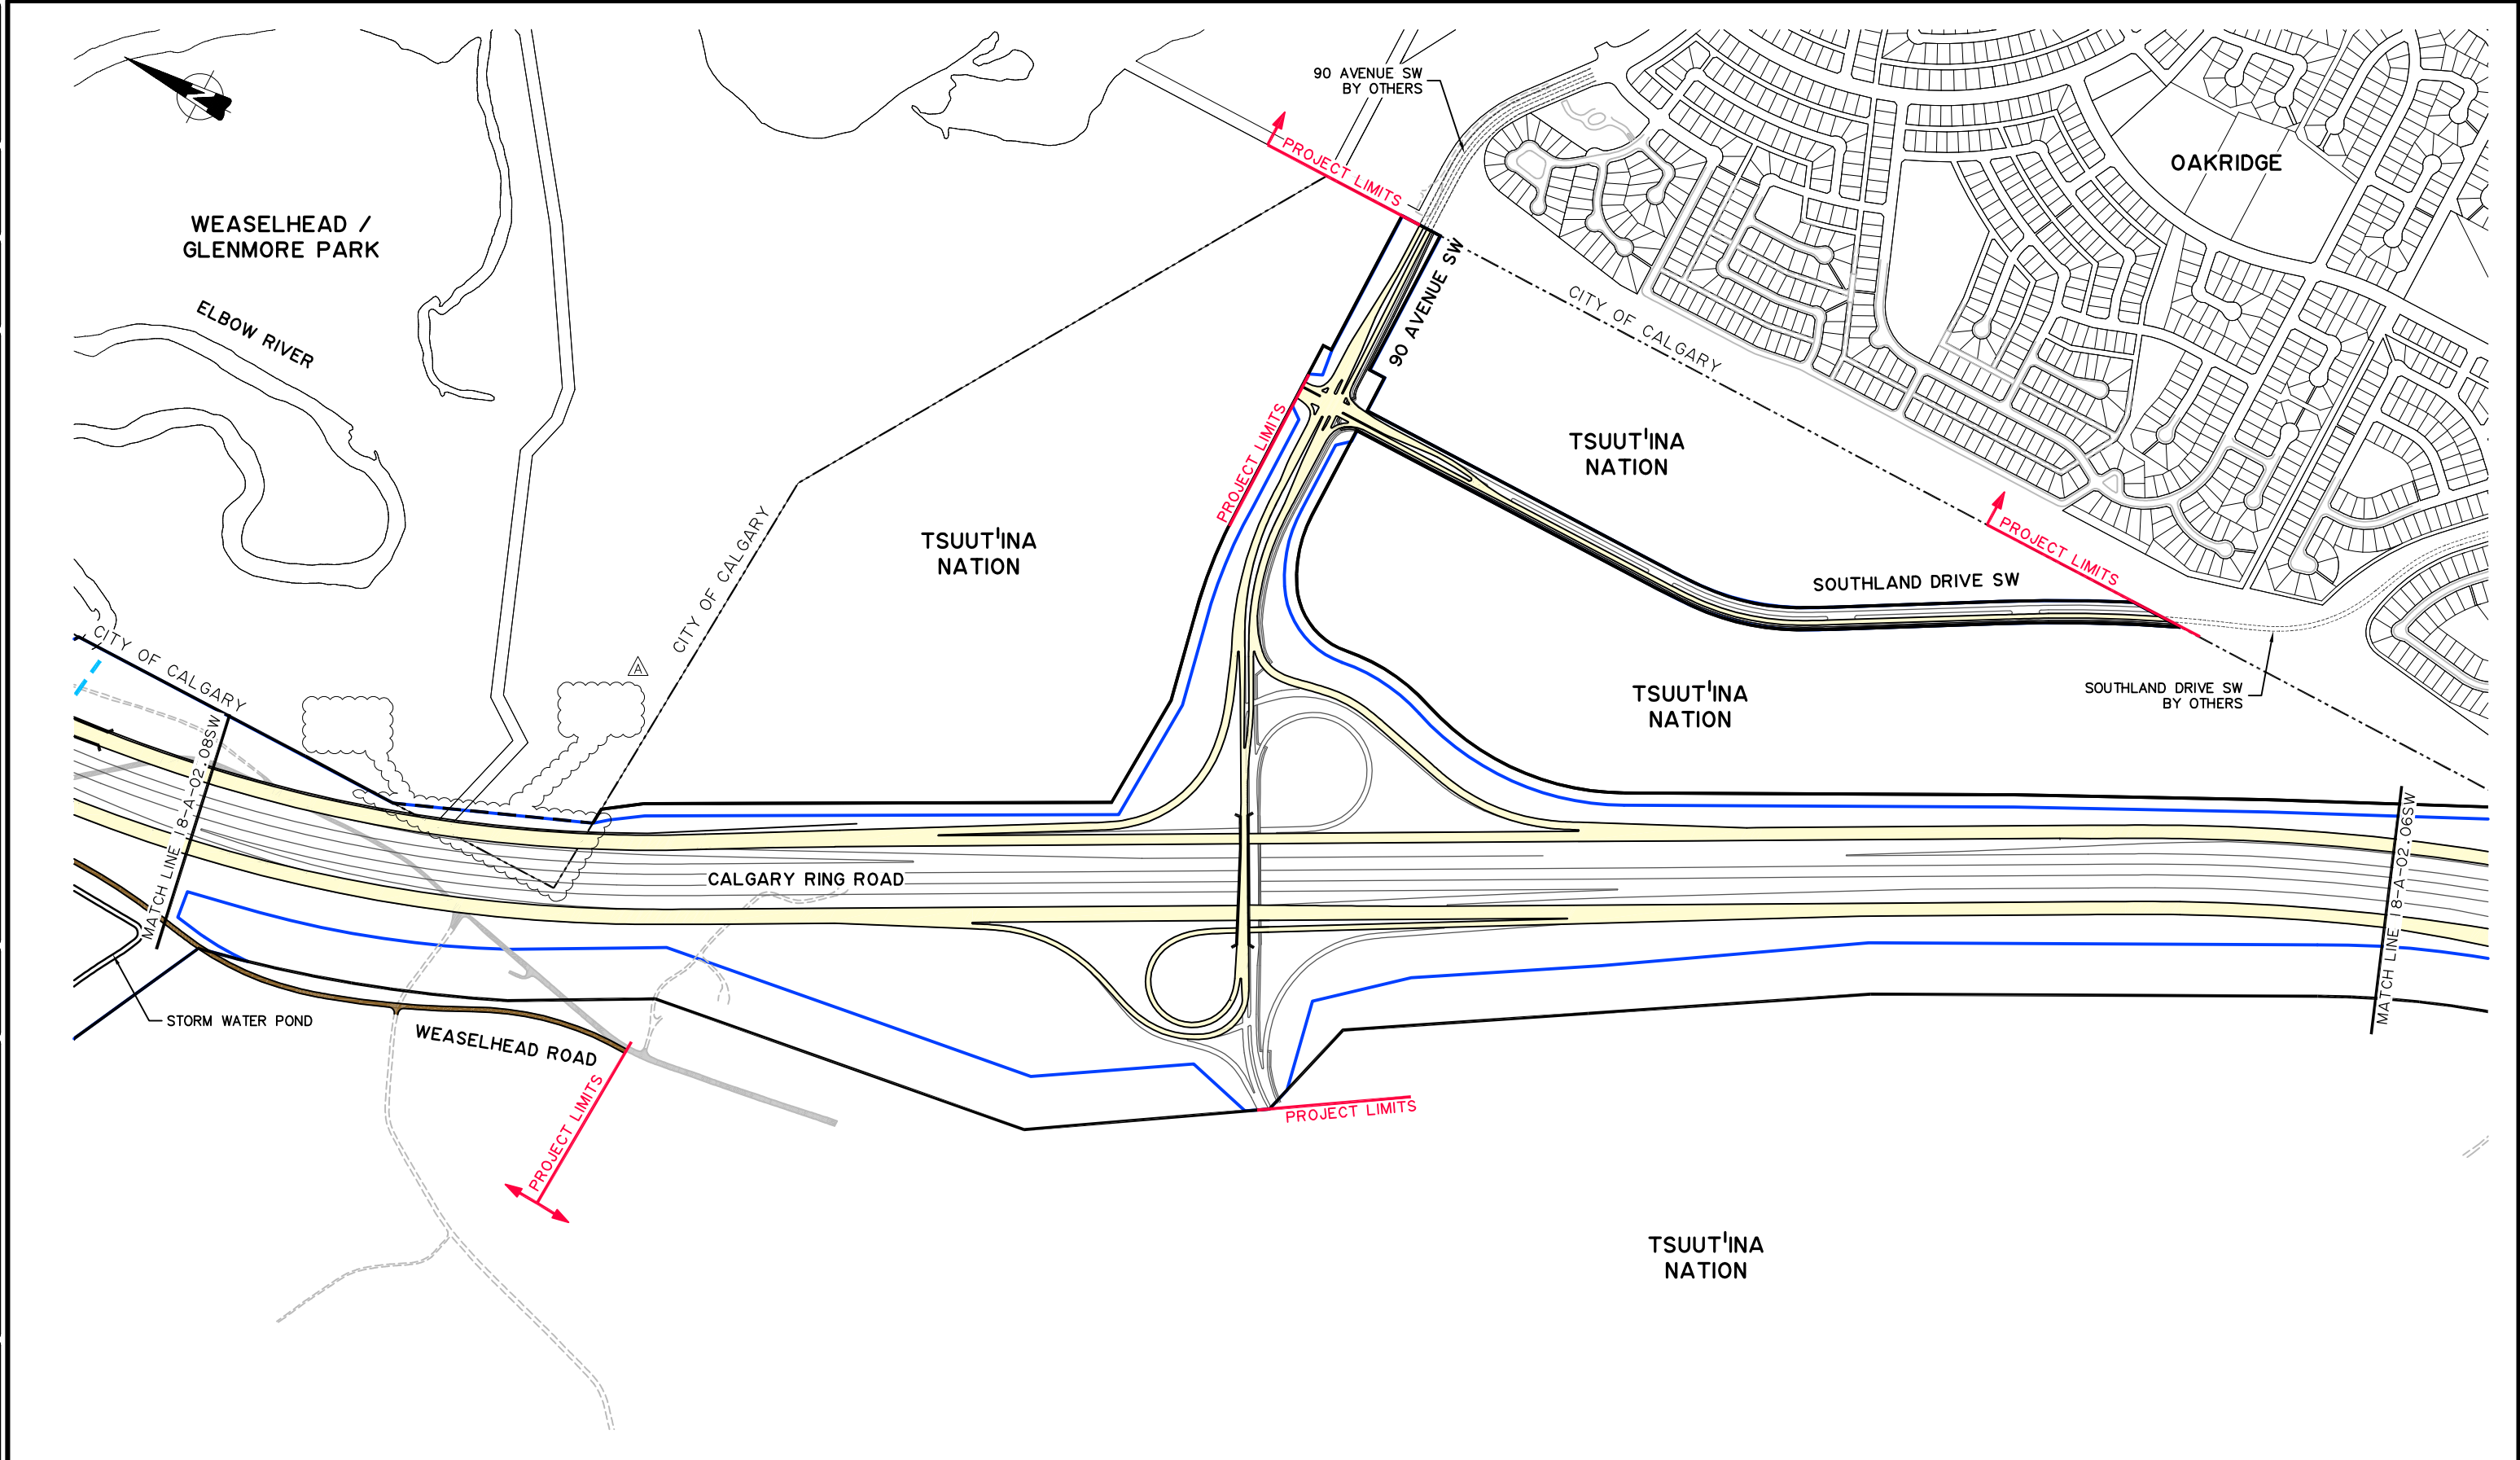 90 AVENUE SW
BY OTHERS
N
PROJECT LIMITS
OAKRIDGE
WEASELHEAD /
GLENMORE PARK
ELBOW RIVER
90 AVENUE SW
CITY OF CALGARY
PROJECT LIMITS
TSUUT'INA
NATION
TSUUT'INA
NATION
CITY OF CALGARY
PROJECT LIMITS
SOUTHLAND DRIVE SW
CITY OF CALGARY
A
TSUUT'INA
NATION
SOUTHLAND DRIVE SW
BY OTHERS
MATCH LINE 18-A-02.08SW
CALGARY RING ROAD
MATCH LINE 18-A-02.06SW
STORM WATER POND
WEASELHEAD ROAD
PROJECT LIMITS
PROJECT LIMITS
TSUUT'INA
NATION